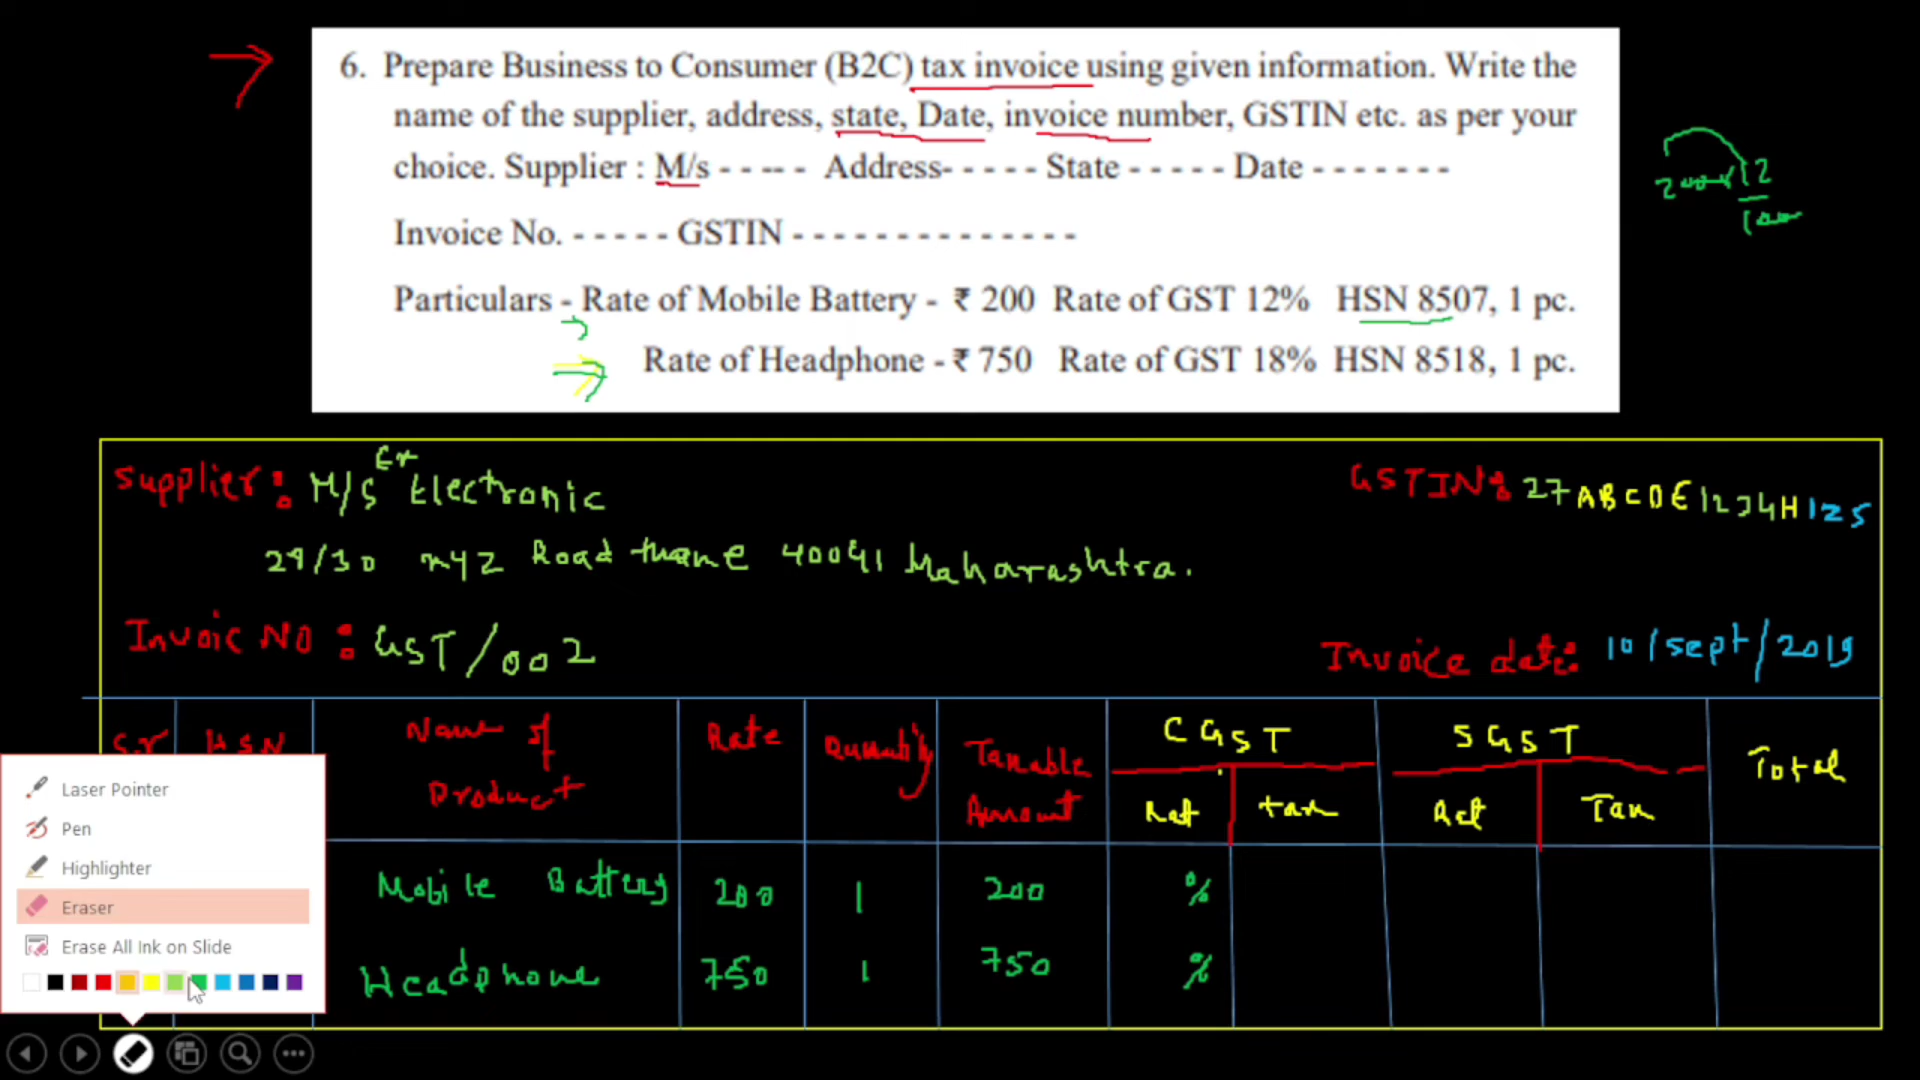 6. Prepare Business to Consumer (B2C) tax invoice using given information. Write the
name of the supplier, address, state, Date, invoice number, GSTIN etc. as per your
choice. Supplier : M/s - - --- - Address- - - - - State - - - - - Date - - - - - - -
Invoice No. - - - - - GSTIN - - - - - - - - - - - - - -
Particulars - Rate of Mobile Battery - ₹ 200 Rate of GST 12% HSN 8507, 1 pc.
Rate of Headphone - ₹ 750 Rate of GST 18% HSN 8518, 1 pc.
12
100
Supplier : M/s Electronic
GSTIN: 27ABCDE1234H125
29/30 xyz Road thane Maharashtra.
Invoic NO : GST/002
Invoice date: 10/sept/2019
Sr HSN Name of Product Rate Quantity Taxable Amount CGST SGST Total
Rat tax Rat Tax
Mobile Battery 200 1 200 %
Headphone 750 1 750 %
Laser Pointer
Pen
Highlighter
Eraser
Erase All Ink on Slide